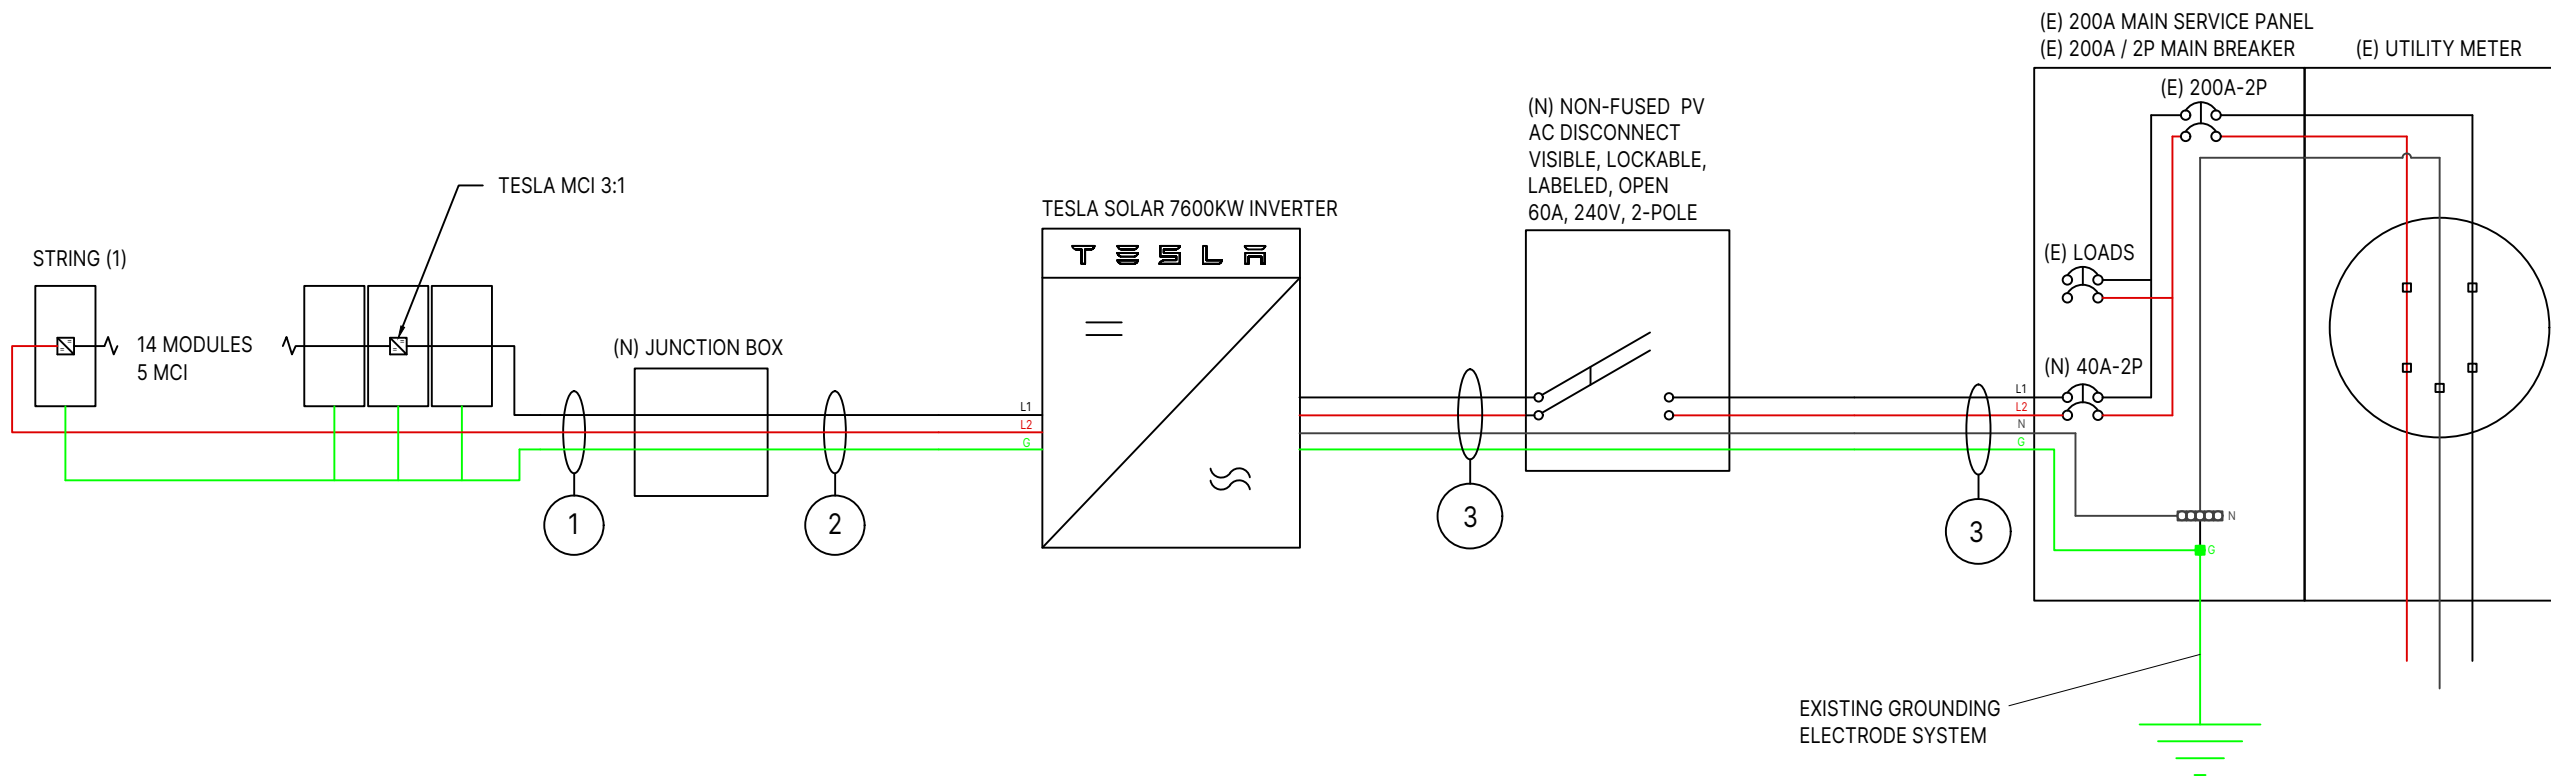 (E) 200A MAIN SERVICE PANEL
(E) 200A / 2P MAIN BREAKER
(E) UTILITY METER
(E) 200A-2P
(N) NON-FUSED PV
AC DISCONNECT
VISIBLE, LOCKABLE,
LABELED, OPEN
60A, 240V, 2-POLE
TESLA MCI 3:1
TESLA SOLAR 7600KW INVERTER
TESLA
STRING (1)
(E) LOADS
14 MODULES
5 MCI
(N) JUNCTION BOX
(N) 40A-2P
L1
L2
G
L1
L2
N
G
1
2
3
3
N
G
EXISTING GROUNDING
ELECTRODE SYSTEM